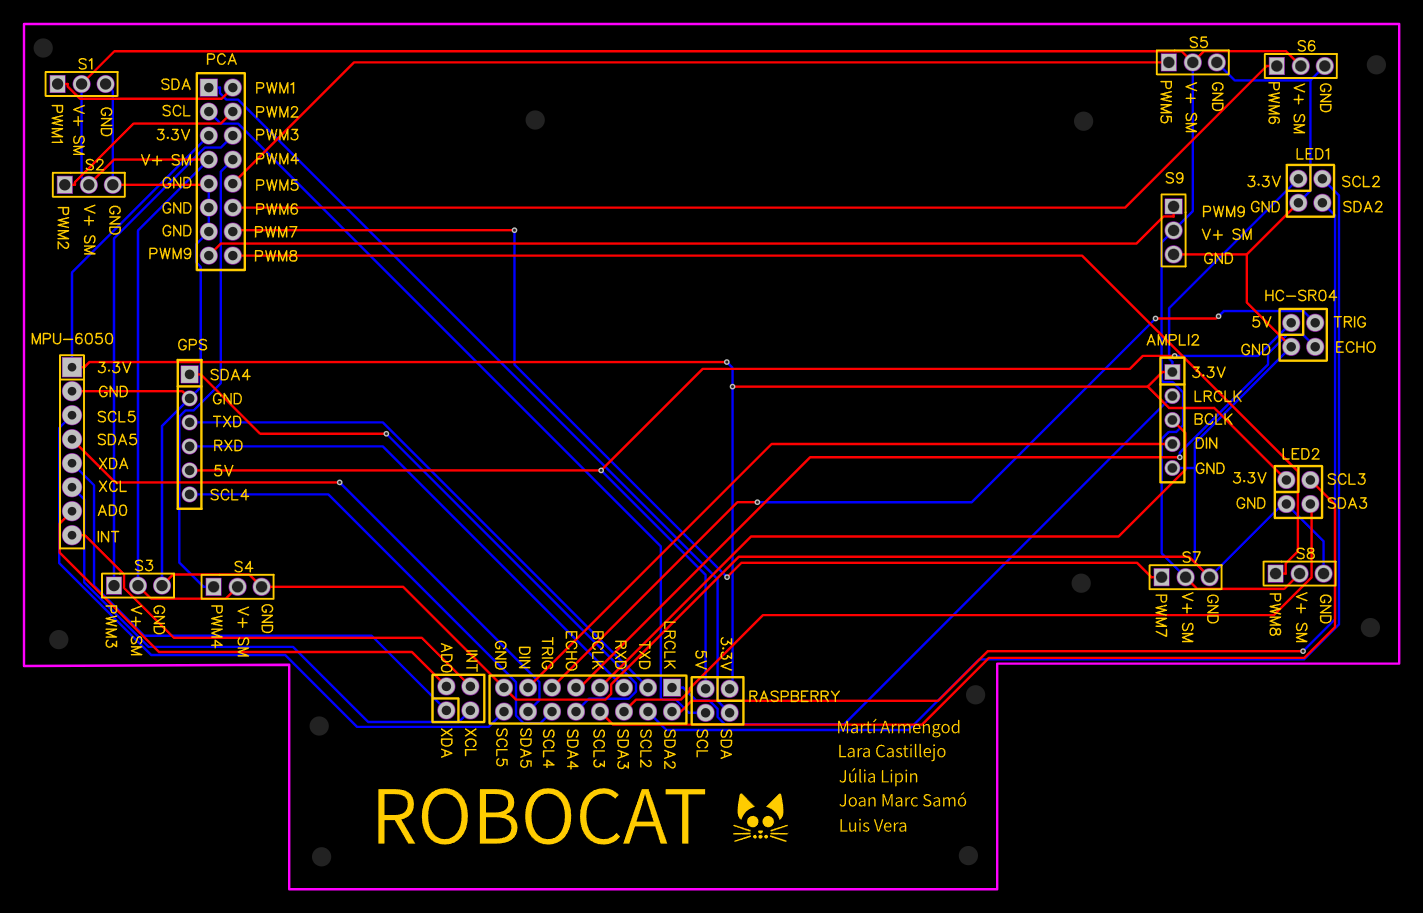 S1
PWM1
V+ SM
GND
S2
PWM2
V+ SM
GND
PCA
SDA PWM1
SCL PWM2
3.3V PWM3
V+ SM PWM4
GND PWM5
GND PWM6
GND PWM7
PWM9 PWM8
S5
PWM5
V+ SM
GND
S6
PWM6
V+ SM
GND
S9
PWM9
V+ SM
GND
LED1
3.3V SCL2
GND SDA2
HC-SR04
5V TRIG
GND ECHO
MPU-6050
3.3V
GND
SCL5
SDA5
XDA
XCL
ADO
INT
GPS
SDA4
GND
TXD
RXD
5V
SCL4
AMPLI2
3.3V
LRCLK
BCLK
DIN
GND
LED2
3.3V SCL3
GND SDA3
S3
PWM3
V+ SM
GND
S4
PWM4
V+ SM
GND
S7
PWM7
V+ SM
GND
S8
PWM8
V+ SM
GND
ADO
INT
XDA
XCL
GND
DIN
TRIG
ECHO
BCLK
RXD
TXD
LRCLK
5V
3.3V
SCL5
SDA5
SCL4
SDA4
SCL3
SDA3
SCL2
SDA2
SCL
SDA
RASPBERRY
ROBOCAT
Martí Armengod
Lara Castillejo
Júlia Lipin
Joan Marc Samó
Luis Vera